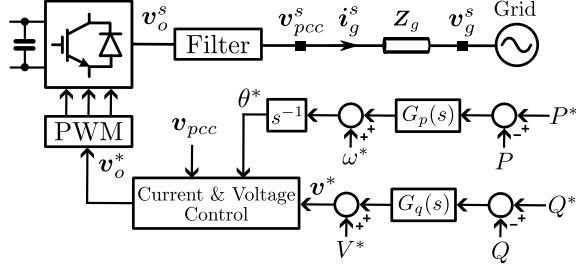 v_o^s
Filter
v_pcc^s
i_g^s
Z_g
v_g^s
Grid
PWM
v_o^*
v_pcc
θ*
s⁻¹
G_p(s)
P*
+
+
ω*
−
+
P
Current & Voltage
Control
v*
G_q(s)
Q*
+
+
V*
−
+
Q